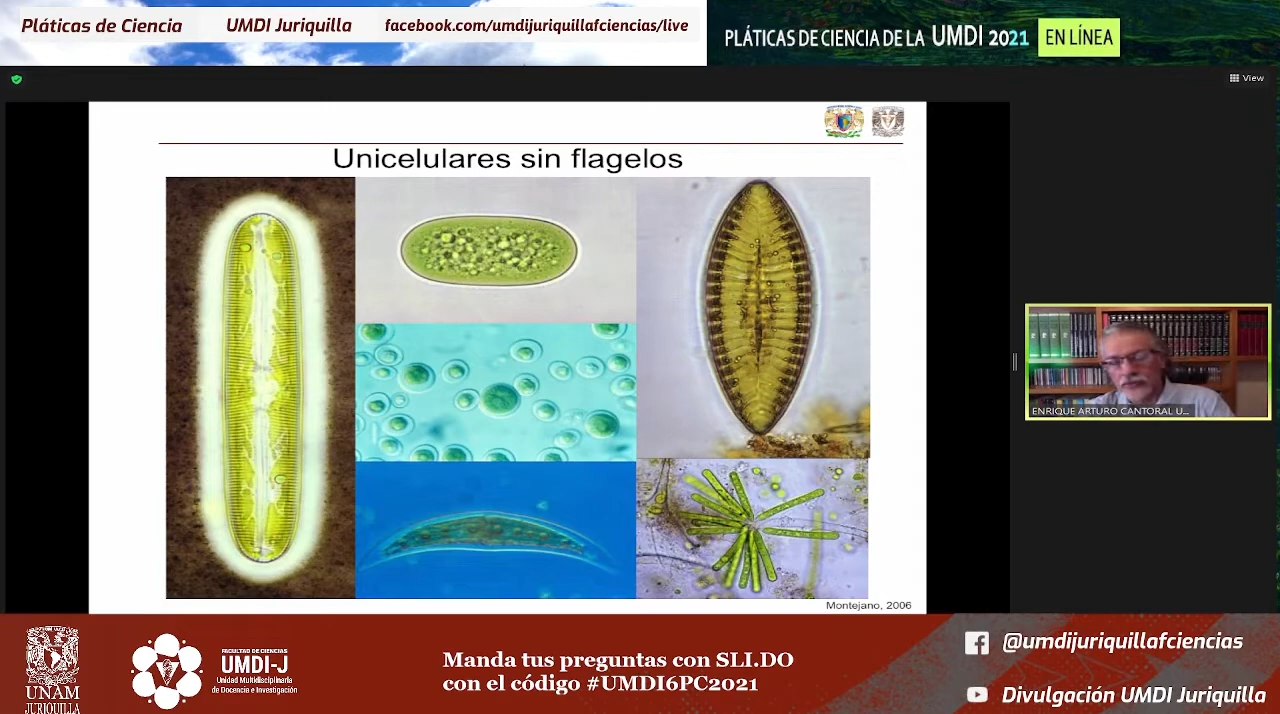 Pláticas de Ciencia
UMDI Juriquilla
facebook.com/umdijuriquillafciencias/live
PLÁTICAS DE CIENCIA DE LA UMDI 2021
EN LÍNEA
View
Unicelulares sin flagelos
ENRIQUE ARTURO CANTORAL U...
Montejano, 2006
UNAM
JURIQUILLA
FACULTAD DE CIENCIAS
UMDI-J
Unidad Multidisciplinaria
de Docencia e Investigación
Manda tus preguntas con SLI.DO
con el código #UMDI6PC2021
@umdijuriquillafciencias
Divulgación UMDI Juriquilla